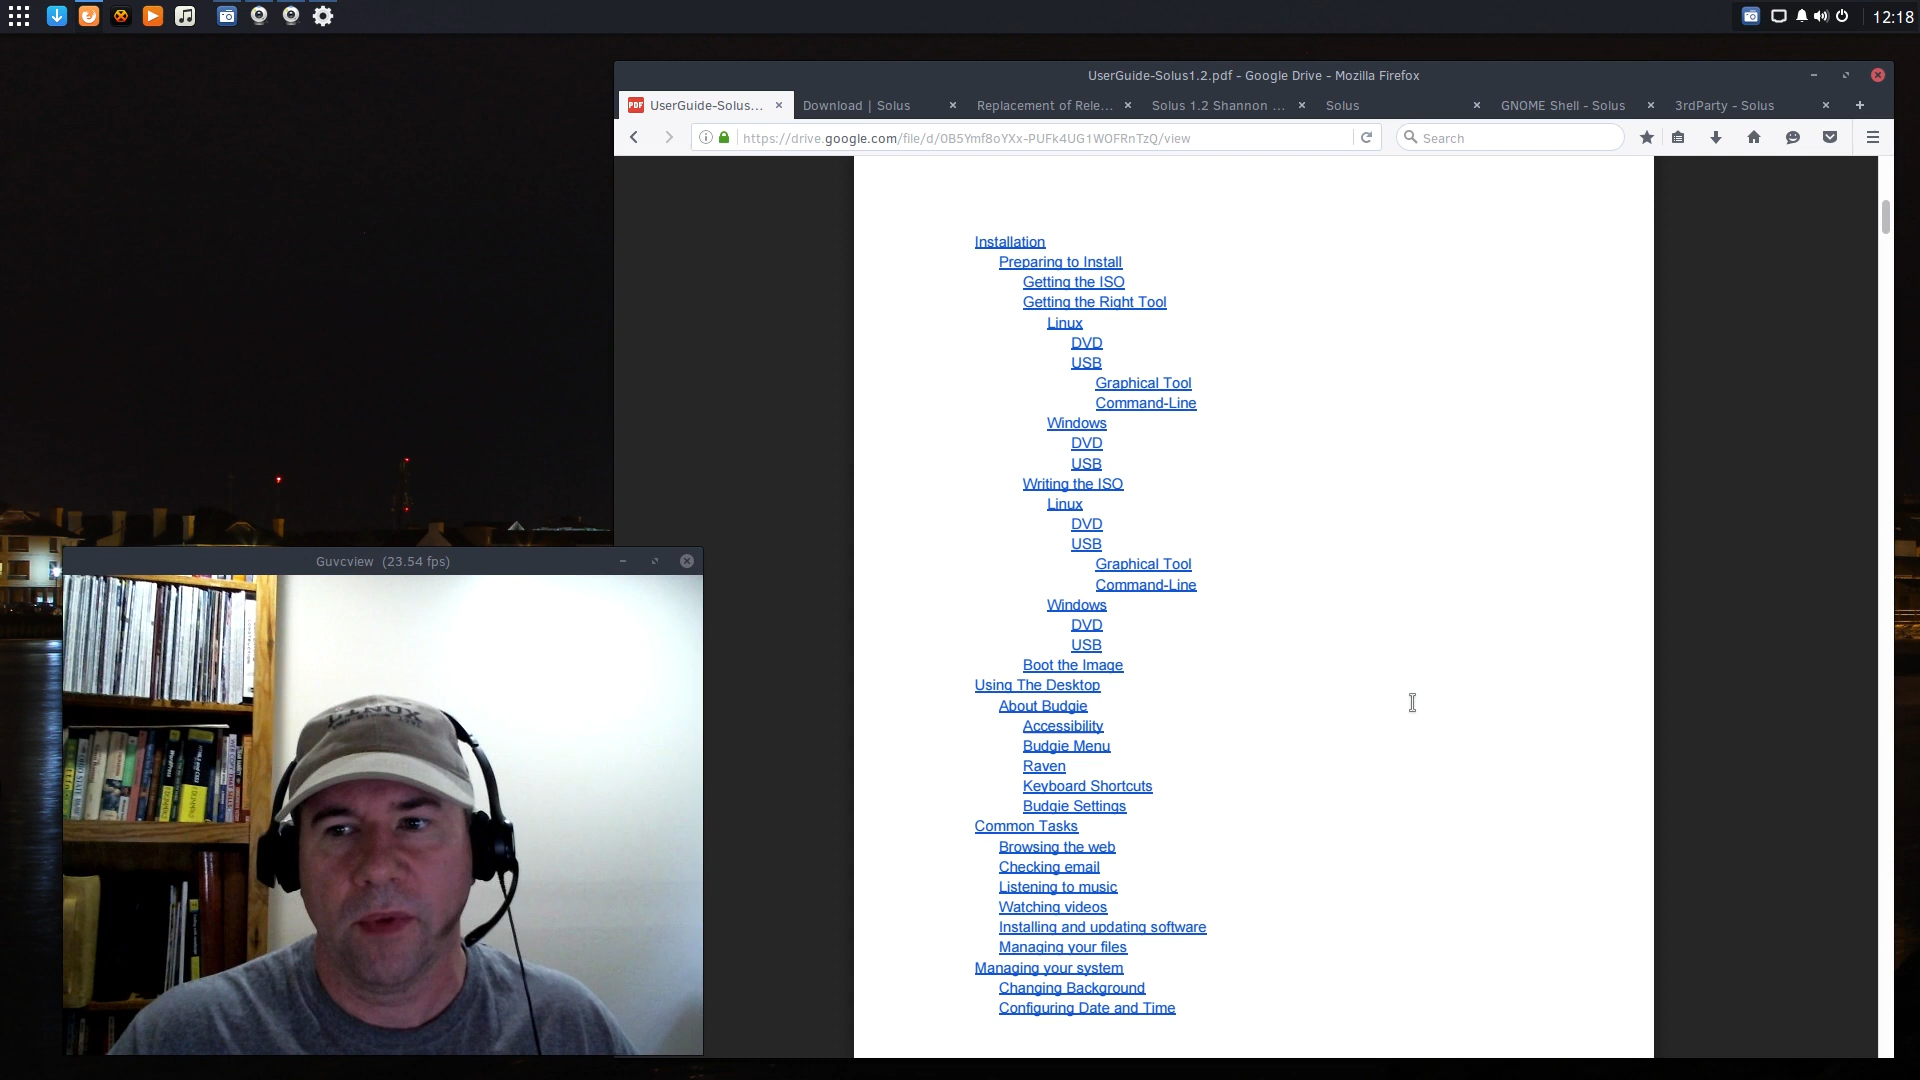 12:18
UserGuide-Solus1.2.pdf - Google Drive - Mozilla Firefox
PDF UserGuide-Solus...
Download | Solus
Replacement of Rele...
Solus 1.2 Shannon ...
Solus
GNOME Shell - Solus
3rdParty - Solus
https://drive.google.com/file/d/0B5Ymf8oYXx-PUFk4UG1WOFRnTzQ/view
Search
Installation
Preparing to Install
Getting the ISO
Getting the Right Tool
Linux
DVD
USB
Graphical Tool
Command-Line
Windows
DVD
USB
Writing the ISO
Linux
DVD
USB
Graphical Tool
Command-Line
Windows
DVD
USB
Boot the Image
Using The Desktop
About Budgie
Accessibility
Budgie Menu
Raven
Keyboard Shortcuts
Budgie Settings
Common Tasks
Browsing the web
Checking email
Listening to music
Watching videos
Installing and updating software
Managing your files
Managing your system
Changing Background
Configuring Date and Time
Guvcview (23.54 fps)
LINUX